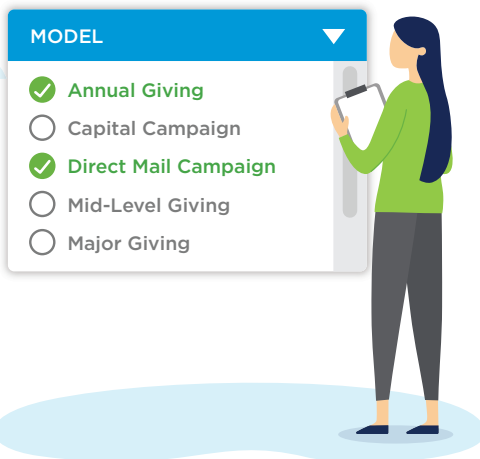 MODEL
Annual Giving
Capital Campaign
Direct Mail Campaign
Mid-Level Giving
Major Giving